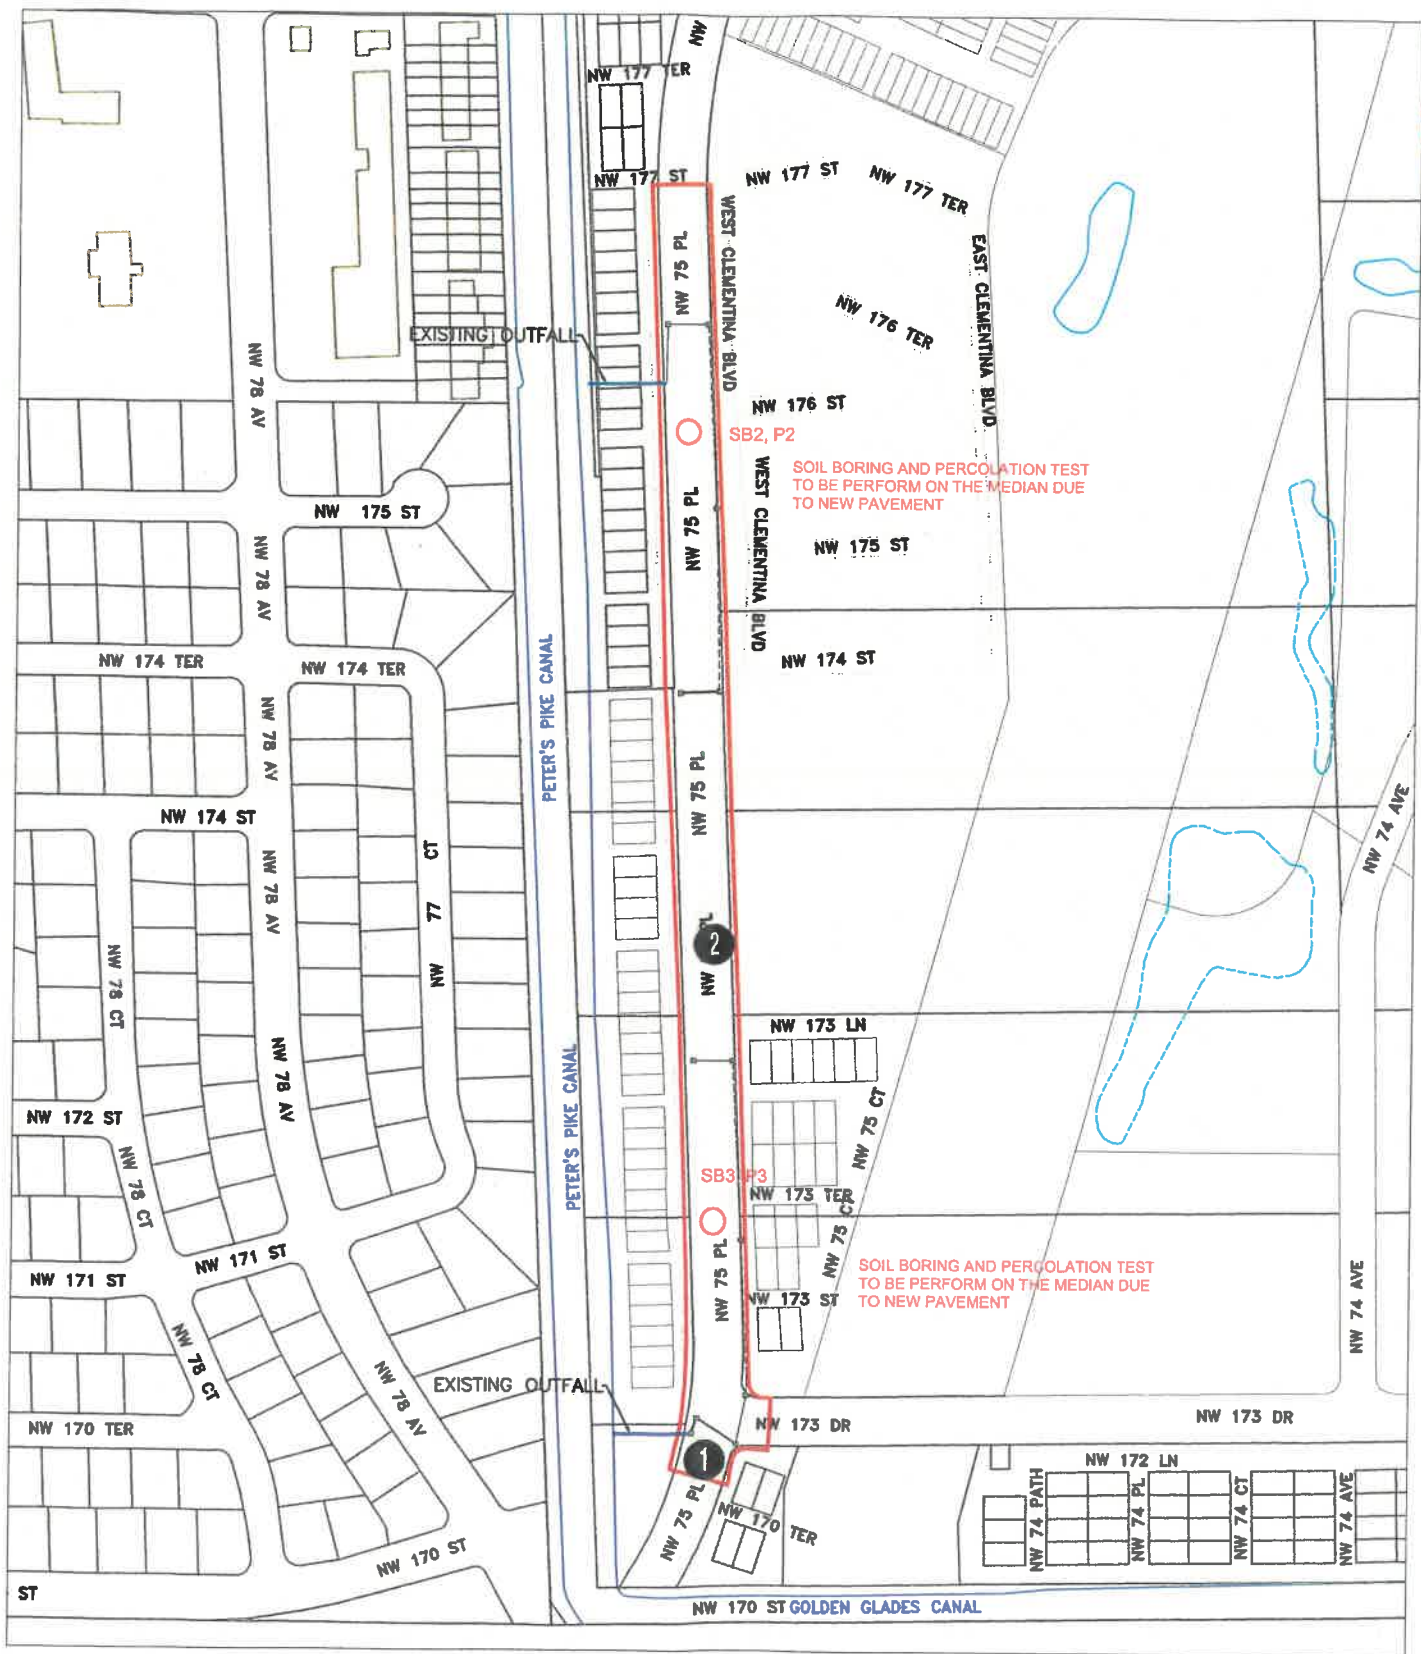 NW
NW 177 TER
NW 177 ST
NW 177 ST
NW 177 TER
NW 75 PL
WEST CLEMENTINA BLVD
EAST CLEMENTINA BLVD
NW 176 TER
EXISTING OUTFALL
NW 78 AV
NW 176 ST
SB2, P2
SOIL BORING AND PERCOLATION TEST
TO BE PERFORM ON THE MEDIAN DUE
TO NEW PAVEMENT
NW 175 ST
NW 75 PL
WEST CLEMENTINA BLVD
NW 175 ST
NW 78 AV
NW 174 TER
NW 174 TER
NW 174 ST
PETER'S PIKE CANAL
NW 78 AV
NW 75 PL
NW 174 ST
NW 74 AVE
NW 78 AV
NW 77 CT
NW PL
2
NW 78 CT
NW 173 LN
NW 78 AV
PETER'S PIKE CANAL
NW 172 ST
NW 75 CT
NW 78 CT
SB3, P3
NW 173 TER
NW 75 CT
NW 171 ST
NW 171 ST
NW 75 PL
SOIL BORING AND PERCOLATION TEST
TO BE PERFORM ON THE MEDIAN DUE
TO NEW PAVEMENT
NW 173 ST
NW 74 AVE
NW 78 CT
NW 78 AV
EXISTING OUTFALL
NW 170 TER
NW 173 DR
NW 173 DR
1
NW 172 LN
NW 75 PL
NW 170 TER
NW 74 PATH
NW 74 PL
NW 74 CT
NW 74 AVE
NW 170 ST
ST
NW 170 ST GOLDEN GLADES CANAL